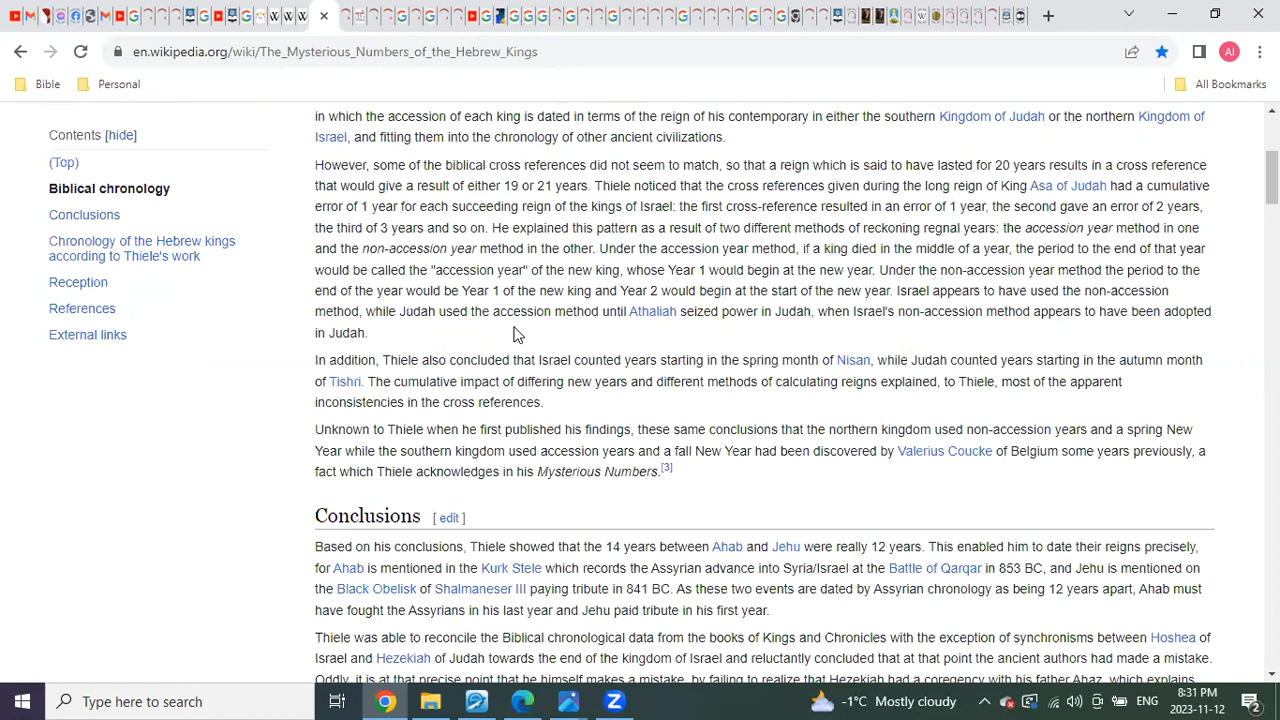 en.wikipedia.org/wiki/The_Mysterious_Numbers_of_the_Hebrew_Kings
AI
Bible
Personal
All Bookmarks
Contents [hide]
(Top)
Biblical chronology
Conclusions
Chronology of the Hebrew kings
according to Thiele's work
Reception
References
External links
in which the accession of each king is dated in terms of the reign of his contemporary in either the southern Kingdom of Judah or the northern Kingdom of
Israel, and fitting them into the chronology of other ancient civilizations.
However, some of the biblical cross references did not seem to match, so that a reign which is said to have lasted for 20 years results in a cross reference
that would give a result of either 19 or 21 years. Thiele noticed that the cross references given during the long reign of King Asa of Judah had a cumulative
error of 1 year for each succeeding reign of the kings of Israel: the first cross-reference resulted in an error of 1 year, the second gave an error of 2 years,
the third of 3 years and so on. He explained this pattern as a result of two different methods of reckoning regnal years: the accession year method in one
and the non-accession year method in the other. Under the accession year method, if a king died in the middle of a year, the period to the end of that year
would be called the "accession year" of the new king, whose Year 1 would begin at the new year. Under the non-accession year method the period to the
end of the year would be Year 1 of the new king and Year 2 would begin at the start of the new year. Israel appears to have used the non-accession
method, while Judah used the accession method until Athaliah seized power in Judah, when Israel's non-accession method appears to have been adopted
in Judah.
In addition, Thiele also concluded that Israel counted years starting in the spring month of Nisan, while Judah counted years starting in the autumn month
of Tishri. The cumulative impact of differing new years and different methods of calculating reigns explained, to Thiele, most of the apparent
inconsistencies in the cross references.
Unknown to Thiele when he first published his findings, these same conclusions that the northern kingdom used non-accession years and a spring New
Year while the southern kingdom used accession years and a fall New Year had been discovered by Valerius Coucke of Belgium some years previously, a
fact which Thiele acknowledges in his Mysterious Numbers.[3]
Conclusions [ edit ]
Based on his conclusions, Thiele showed that the 14 years between Ahab and Jehu were really 12 years. This enabled him to date their reigns precisely,
for Ahab is mentioned in the Kurk Stele which records the Assyrian advance into Syria/Israel at the Battle of Qarqar in 853 BC, and Jehu is mentioned on
the Black Obelisk of Shalmaneser III paying tribute in 841 BC. As these two events are dated by Assyrian chronology as being 12 years apart, Ahab must
have fought the Assyrians in his last year and Jehu paid tribute in his first year.
Thiele was able to reconcile the Biblical chronological data from the books of Kings and Chronicles with the exception of synchronisms between Hoshea of
Israel and Hezekiah of Judah towards the end of the kingdom of Israel and reluctantly concluded that at that point the ancient authors had made a mistake.
Oddly, it is at that precise point that he himself makes a mistake, by failing to realize that Hezekiah had a coregency with his father Ahaz, which explains
Type here to search
-1°C Mostly cloudy
ENG
8:31 PM
2023-11-12
2